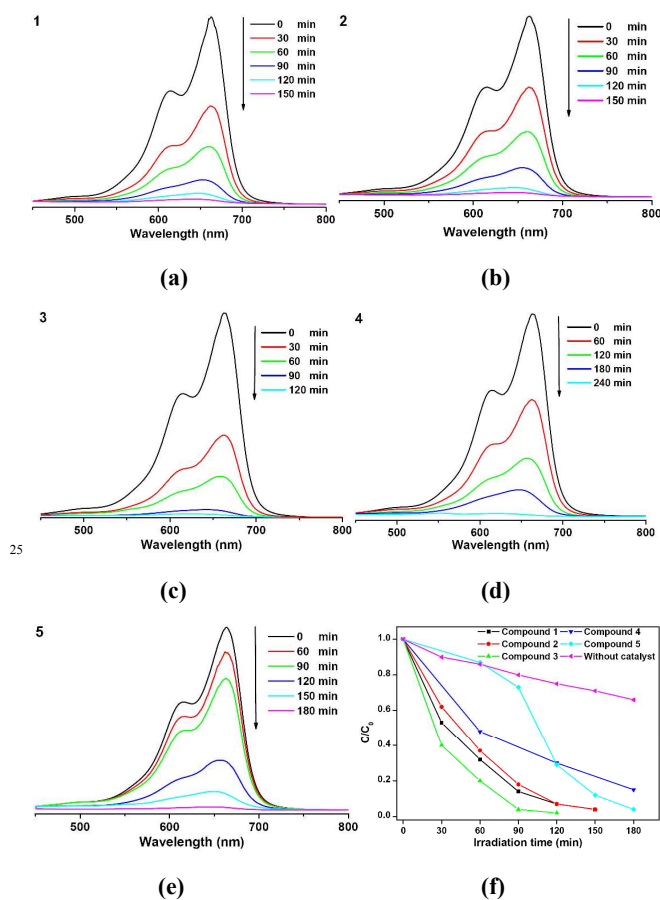 1
0 min
30 min
60 min
90 min
120 min
150 min
500 600 700 800
Wavelength (nm)
(a)
2
0 min
30 min
60 min
90 min
120 min
150 min
500 600 700 800
Wavelength (nm)
(b)
3
0 min
30 min
60 min
90 min
120 min
500 600 700 800
Wavelength (nm)
(c)
4
0 min
60 min
120 min
180 min
240 min
500 600 700 800
Wavelength (nm)
(d)
25
5
0 min
60 min
90 min
120 min
150 min
180 min
500 600 700 800
Wavelength (nm)
(e)
Compound 1 Compound 4
Compound 2 Compound 5
Compound 3 Without catalyst
C/C0
1.0
0.8
0.6
0.4
0.2
0.0
0 30 60 90 120 150 180
Irradiation time (min)
(f)